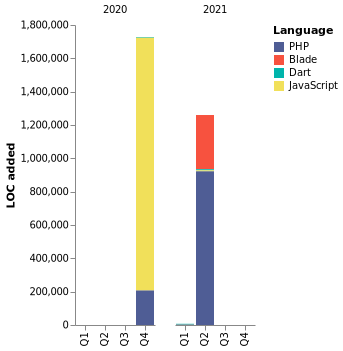 2020
2021
1,800,000
1,600,000
1,400,000
1,200,000
1,000,000
800,000
600,000
400,000
200,000
0
LOC added
Q1
Q2
Q3
Q4
Q1
Q2
Q3
Q4
Language
PHP
Blade
Dart
JavaScript